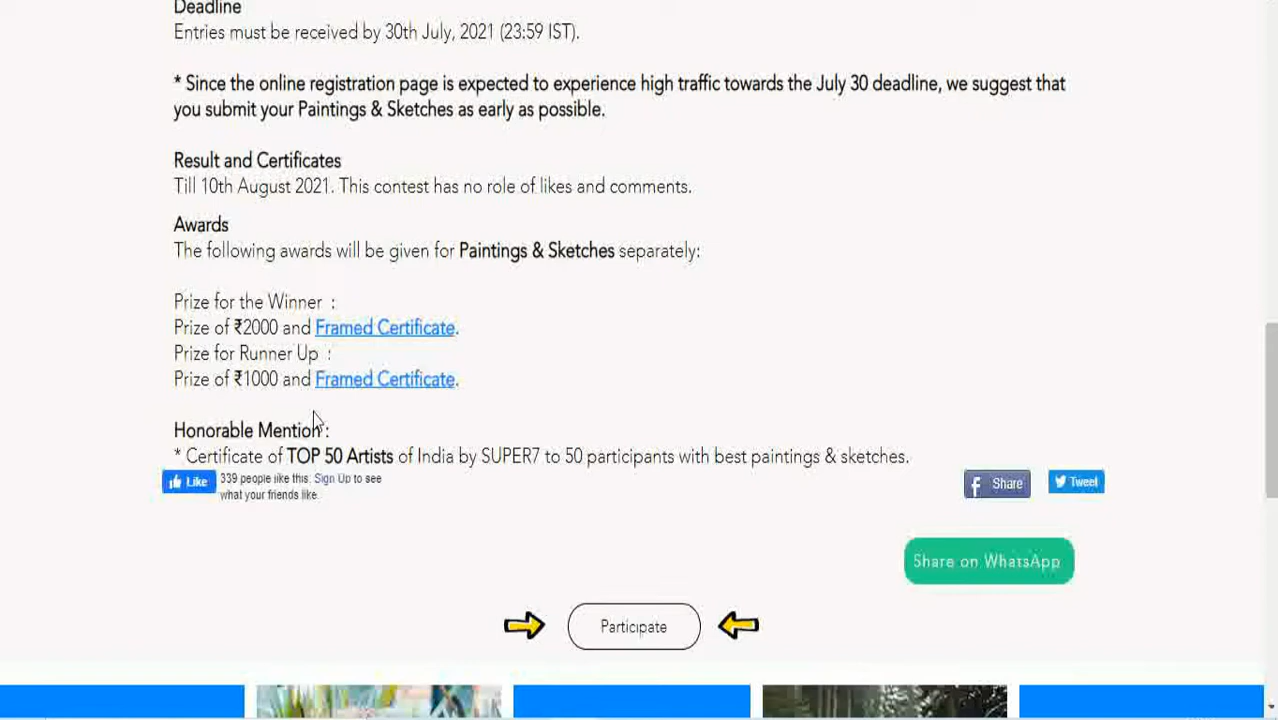 Deadline
Entries must be received by 30th July, 2021 (23:59 IST).
* Since the online registration page is expected to experience high traffic towards the July 30 deadline, we suggest that
you submit your Paintings & Sketches as early as possible.
Result and Certificates
Till 10th August 2021. This contest has no role of likes and comments.
Awards
The following awards will be given for Paintings & Sketches separately:
Prize for the Winner :
Prize of ₹2000 and Framed Certificate.
Prize for Runner Up :
Prize of ₹1000 and Framed Certificate.
Honorable Mention :
* Certificate of TOP 50 Artists of India by SUPER7 to 50 participants with best paintings & sketches.
Like 339 people like this. Sign Up to see
what your friends like.
Share Tweet
Share on WhatsApp
Participate